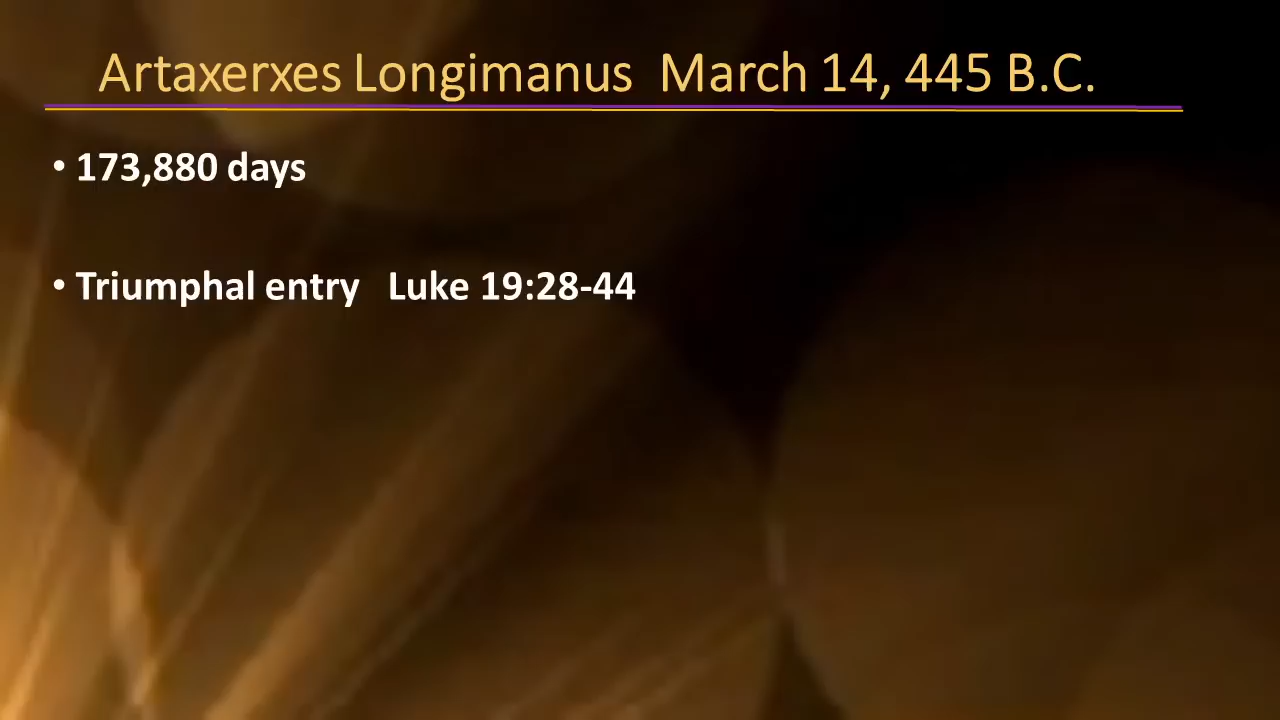 Artaxerxes Longimanus  March 14, 445 B.C.
• 173,880 days
• Triumphal entry   Luke 19:28-44